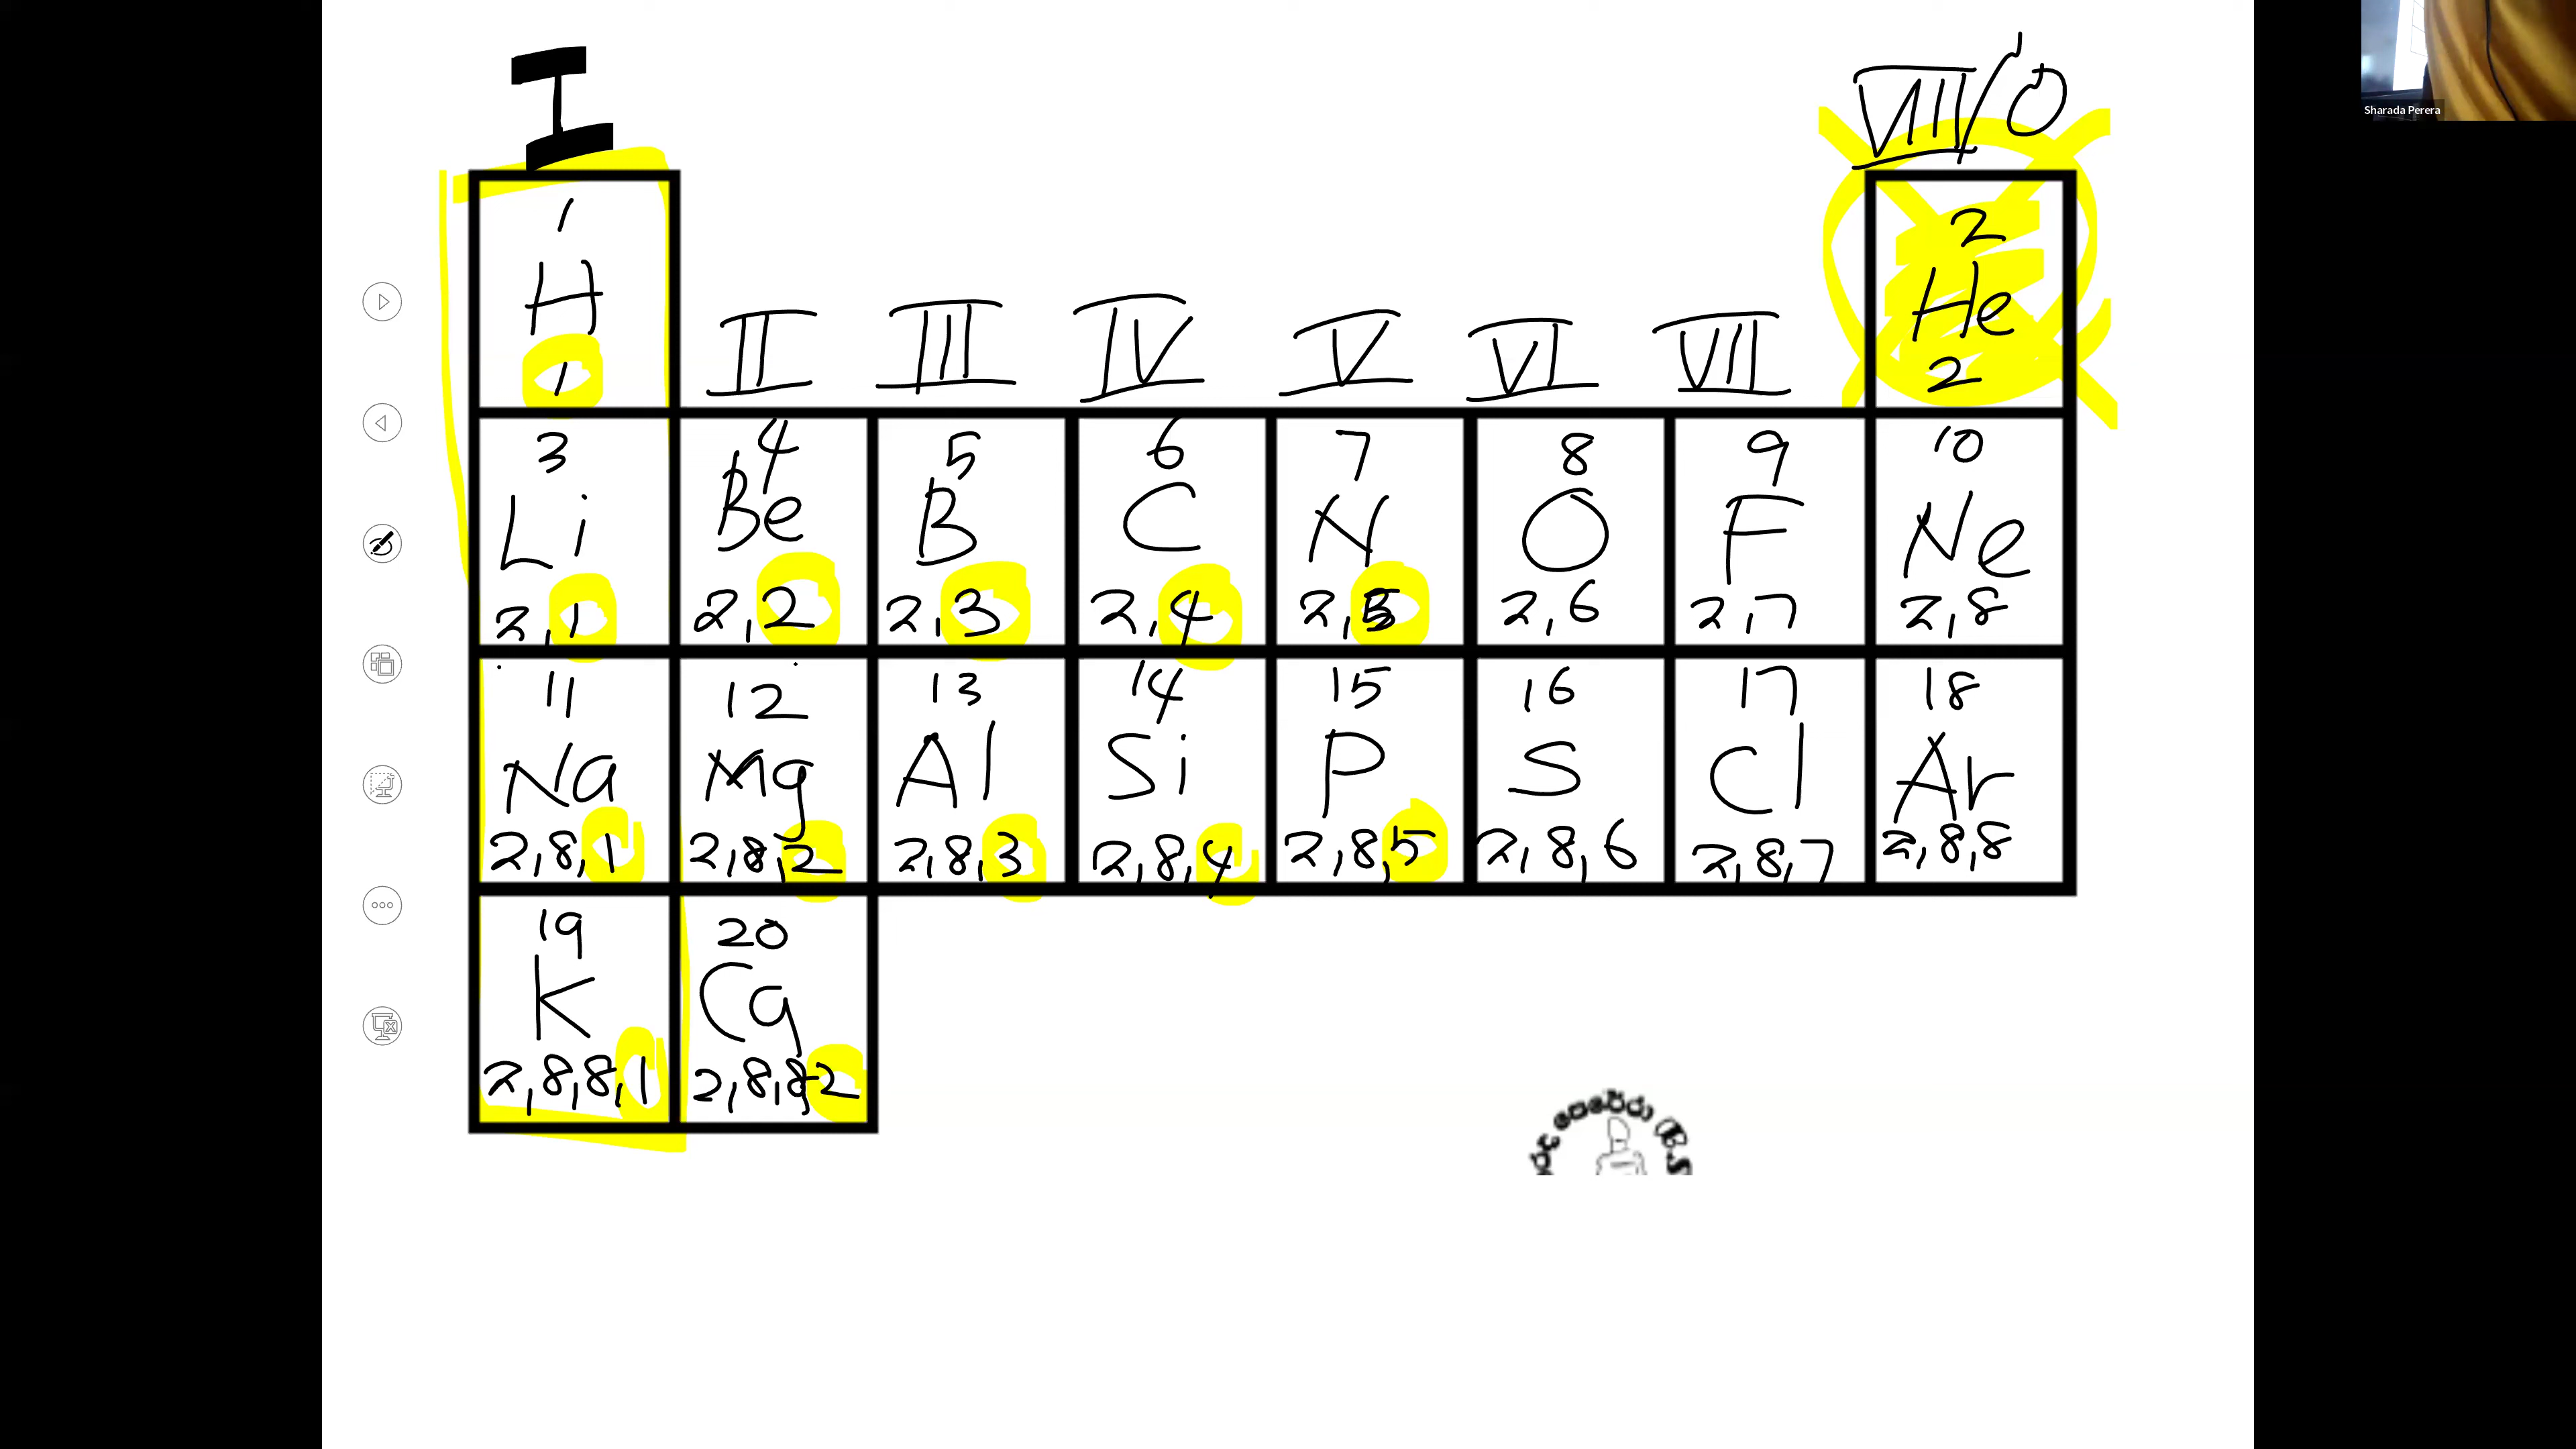 Sharada Perera
I VIII/0
1 2
H He
1 2
II III IV V VI VII
3 4 5 6 7 8 9 10
Li Be B C N O F Ne
2,1 2,2 2,3 2,4 2,5 2,6 2,7 2,8
11 12 13 14 15 16 17 18
Na Mg Al Si P S Cl Ar
2,8,1 2,8,2 2,8,3 2,8,4 2,8,5 2,8,6 2,8,7 2,8,8
19 20
K Ca
2,8,8,1 2,8,8,2
(B.S